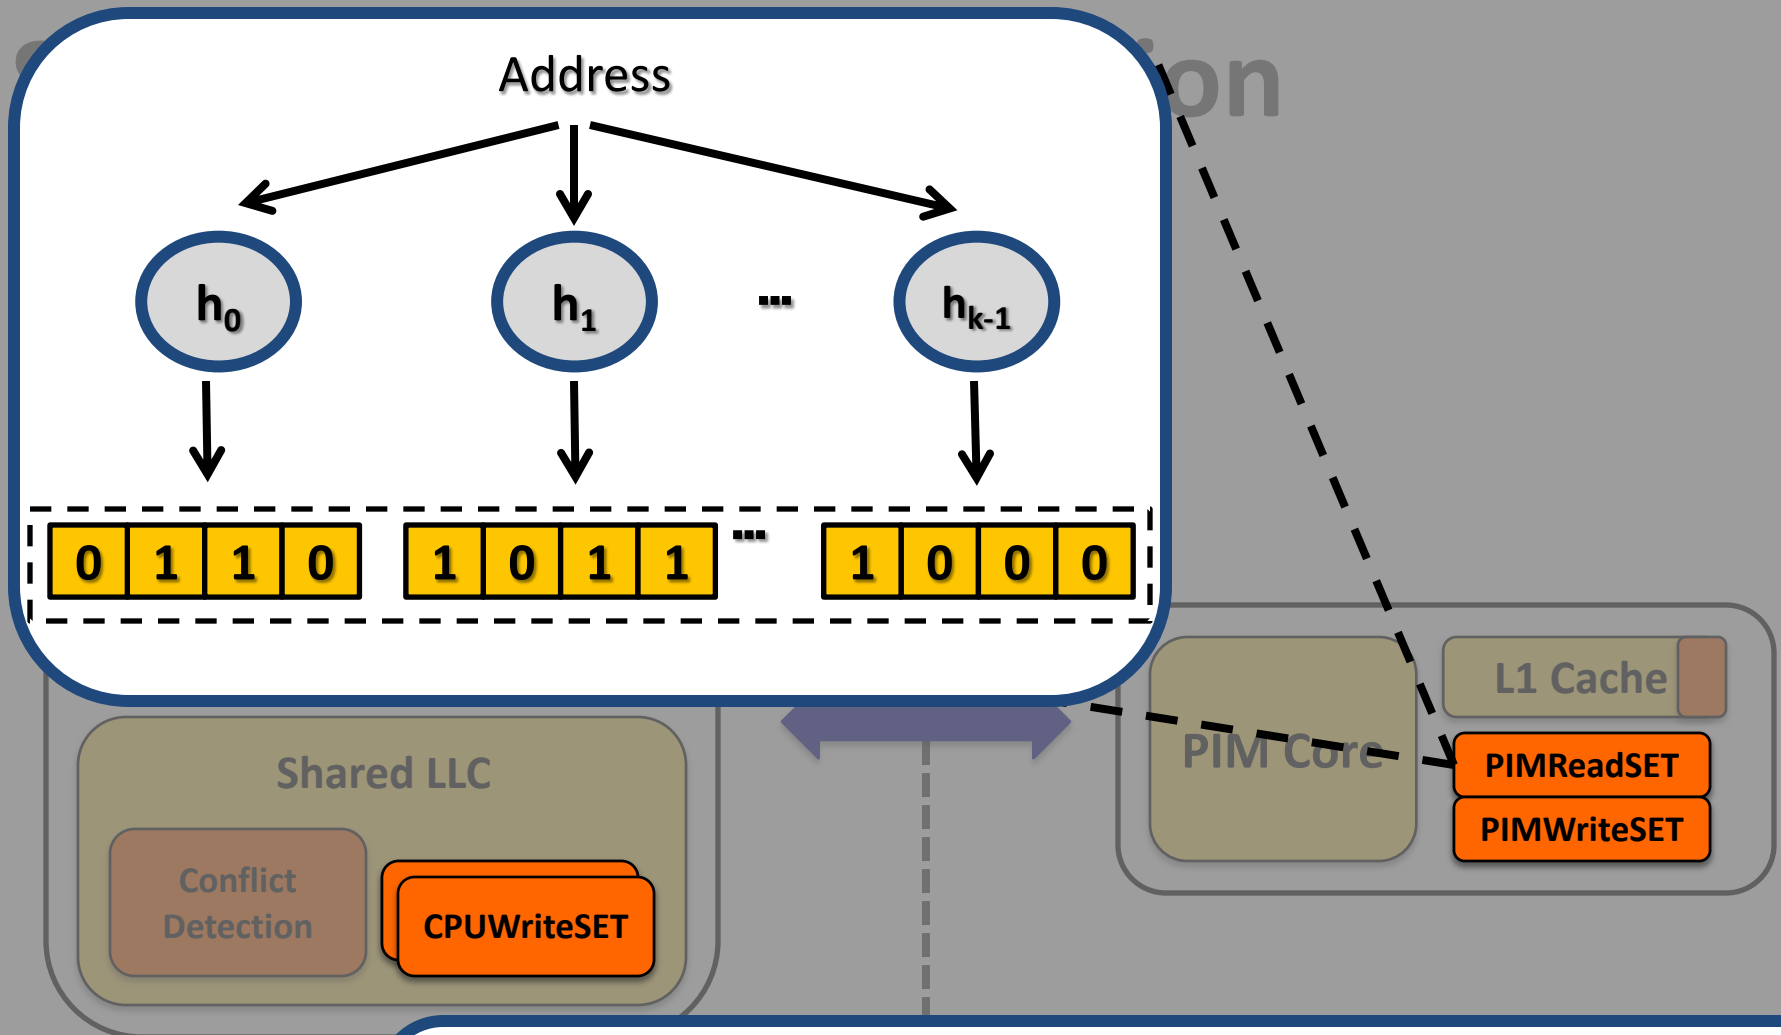 on
Address
h0
h1
...
hk-1
0 1 1 0
1 0 1 1
...
1 0 0 0
L1 Cache
PIM Core
PIMReadSET
PIMWriteSET
Shared LLC
Conflict
Detection
CPUWriteSET